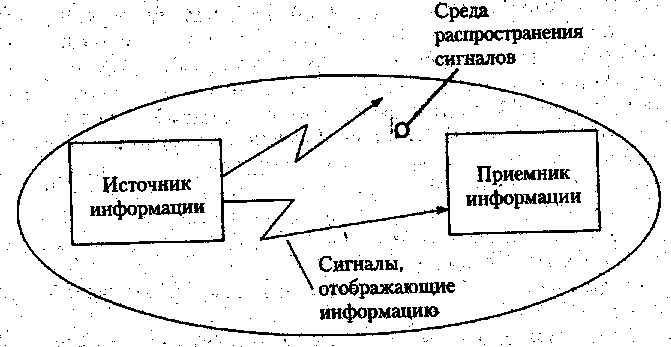 Среда
распространения
сигналов
Источник
информации
Приемник
информации
Сигналы,
отображающие
информацию